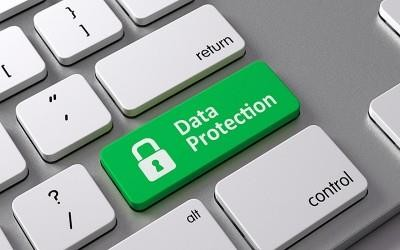 ]
[
return
"
'
Data
Protection
?
/
alt
control